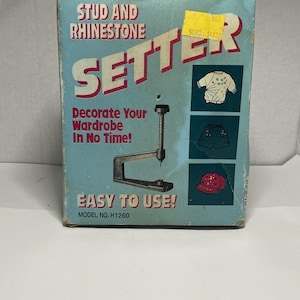 STUD AND
RHINESTONE
SETTER
Decorate Your
Wardrobe
In No Time!
EASY TO USE!
MODEL NO. H1260